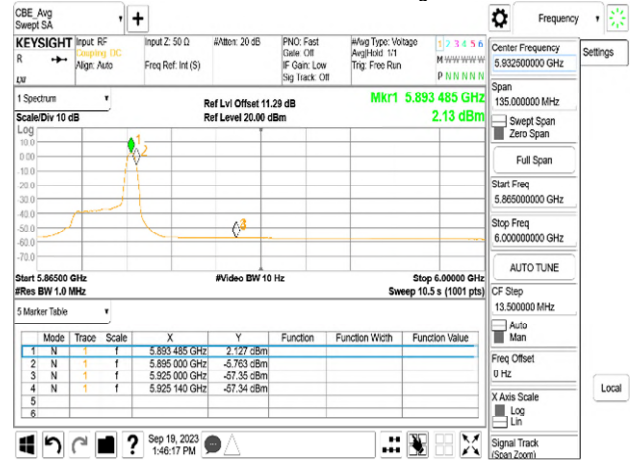 CBE_Avg
Swept SA
Frequency
Settings
KEYSIGHT Input: RF Input Z: 50 Ω #Atten: 20 dB PNO: Fast #Avg Type: Voltage 1 2 3 4 5 6
R Coupling: DC Gate: Off Avg|Hold: 1/1 M W W W W W
Align: Auto Freq Ref: Int (S) IF Gain: Low Trig: Free Run
Sig Track: Off P N N N N N
LXI
1 Spectrum
Ref Lvl Offset 11.29 dB Mkr1 5.893 485 GHz
Scale/Div 10 dB Ref Level 20.00 dBm 2.13 dBm
Log
10.0
0.00
-10.0
-20.0
-30.0
-40.0
-50.0
-60.0
-70.0
1
2
Start 5.86500 GHz #Video BW 10 Hz Stop 6.00000 GHz
#Res BW 1.0 MHz Sweep 10.5 s (1001 pts)
5 Marker Table
Mode Trace Scale X Y Function Function Width Function Value
1 N 1 f 5.893 485 GHz 2.127 dBm
2 N 1 f 5.895 000 GHz -5.763 dBm
3 N 1 f 5.925 000 GHz -57.35 dBm
4 N 1 f 5.925 140 GHz -57.34 dBm
5
6
Sep 19, 2023
1:46:17 PM
Center Frequency
5.932500000 GHz
Span
135.000000 MHz
Swept Span
Zero Span
Full Span
Start Freq
5.865000000 GHz
Stop Freq
6.000000000 GHz
AUTO TUNE
CF Step
13.500000 MHz
Auto
Man
Freq Offset
0 Hz
X Axis Scale
Log
Lin
Signal Track
(Span Zoom)
Local